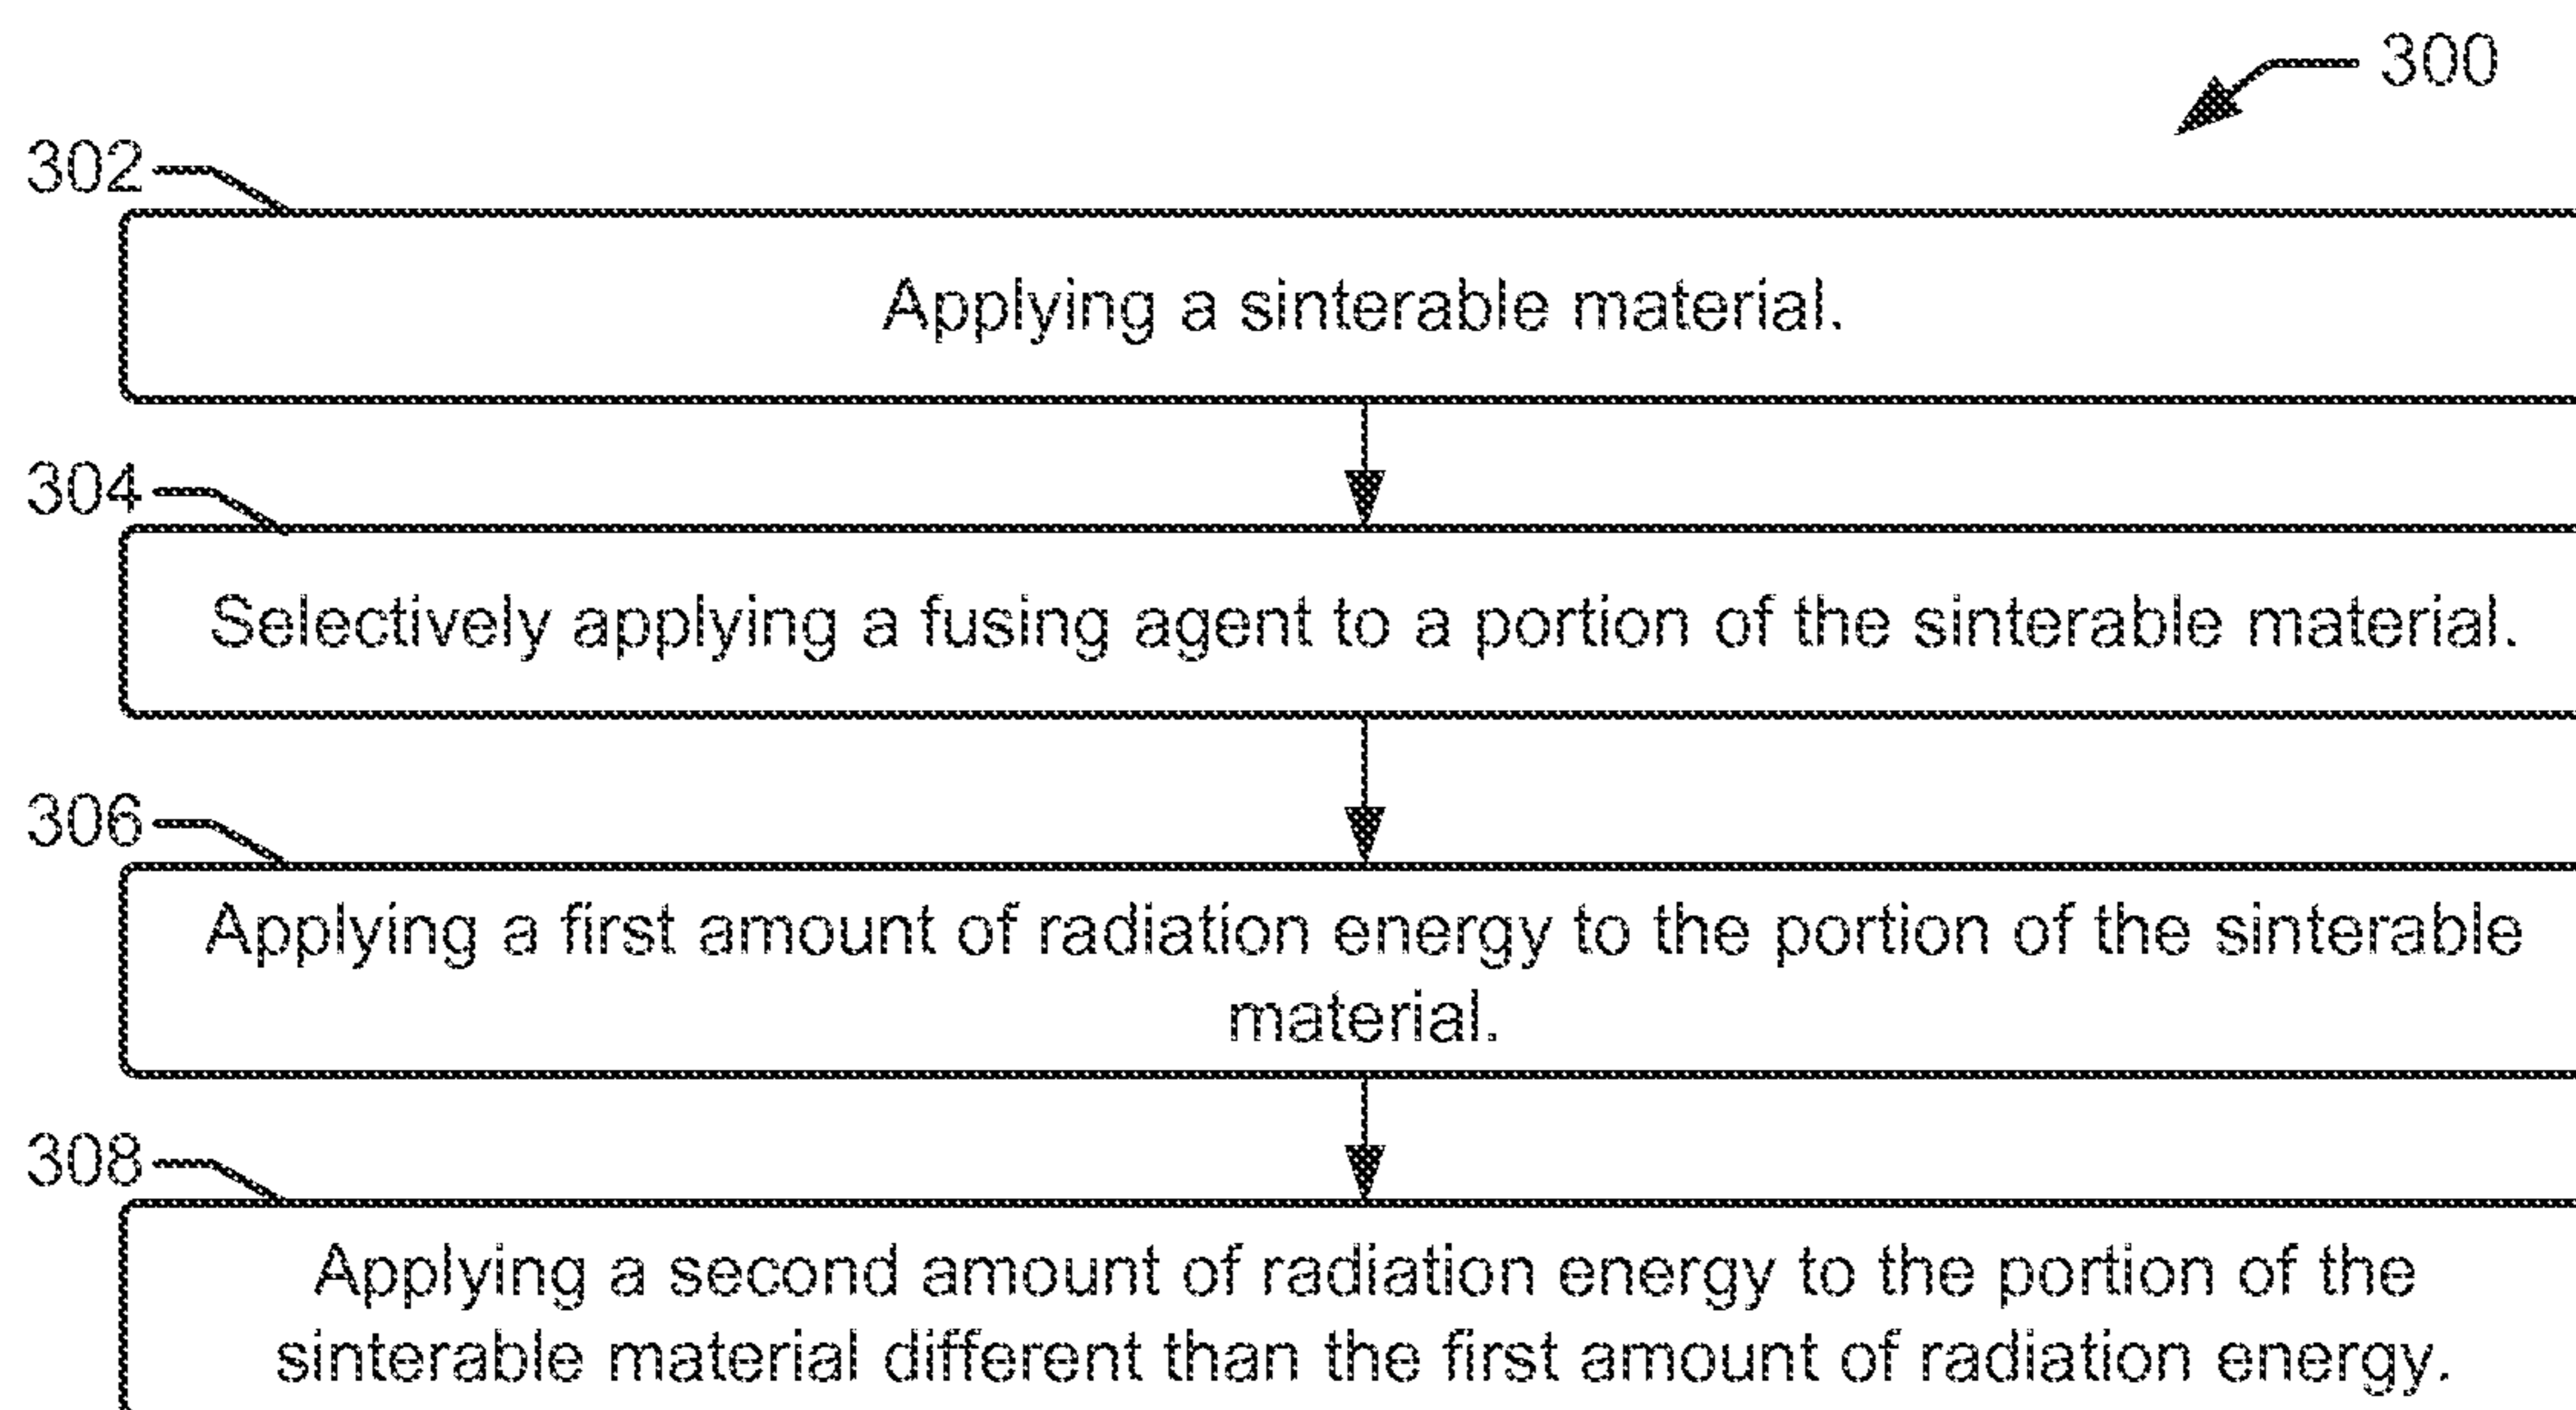 300
302
Applying a sinterable material.
304
Selectively applying a fusing agent to a portion of the sinterable material.
306
Applying a first amount of radiation energy to the portion of the sinterable
material.
308
Applying a second amount of radiation energy to the portion of the
sinterable material different than the first amount of radiation energy.